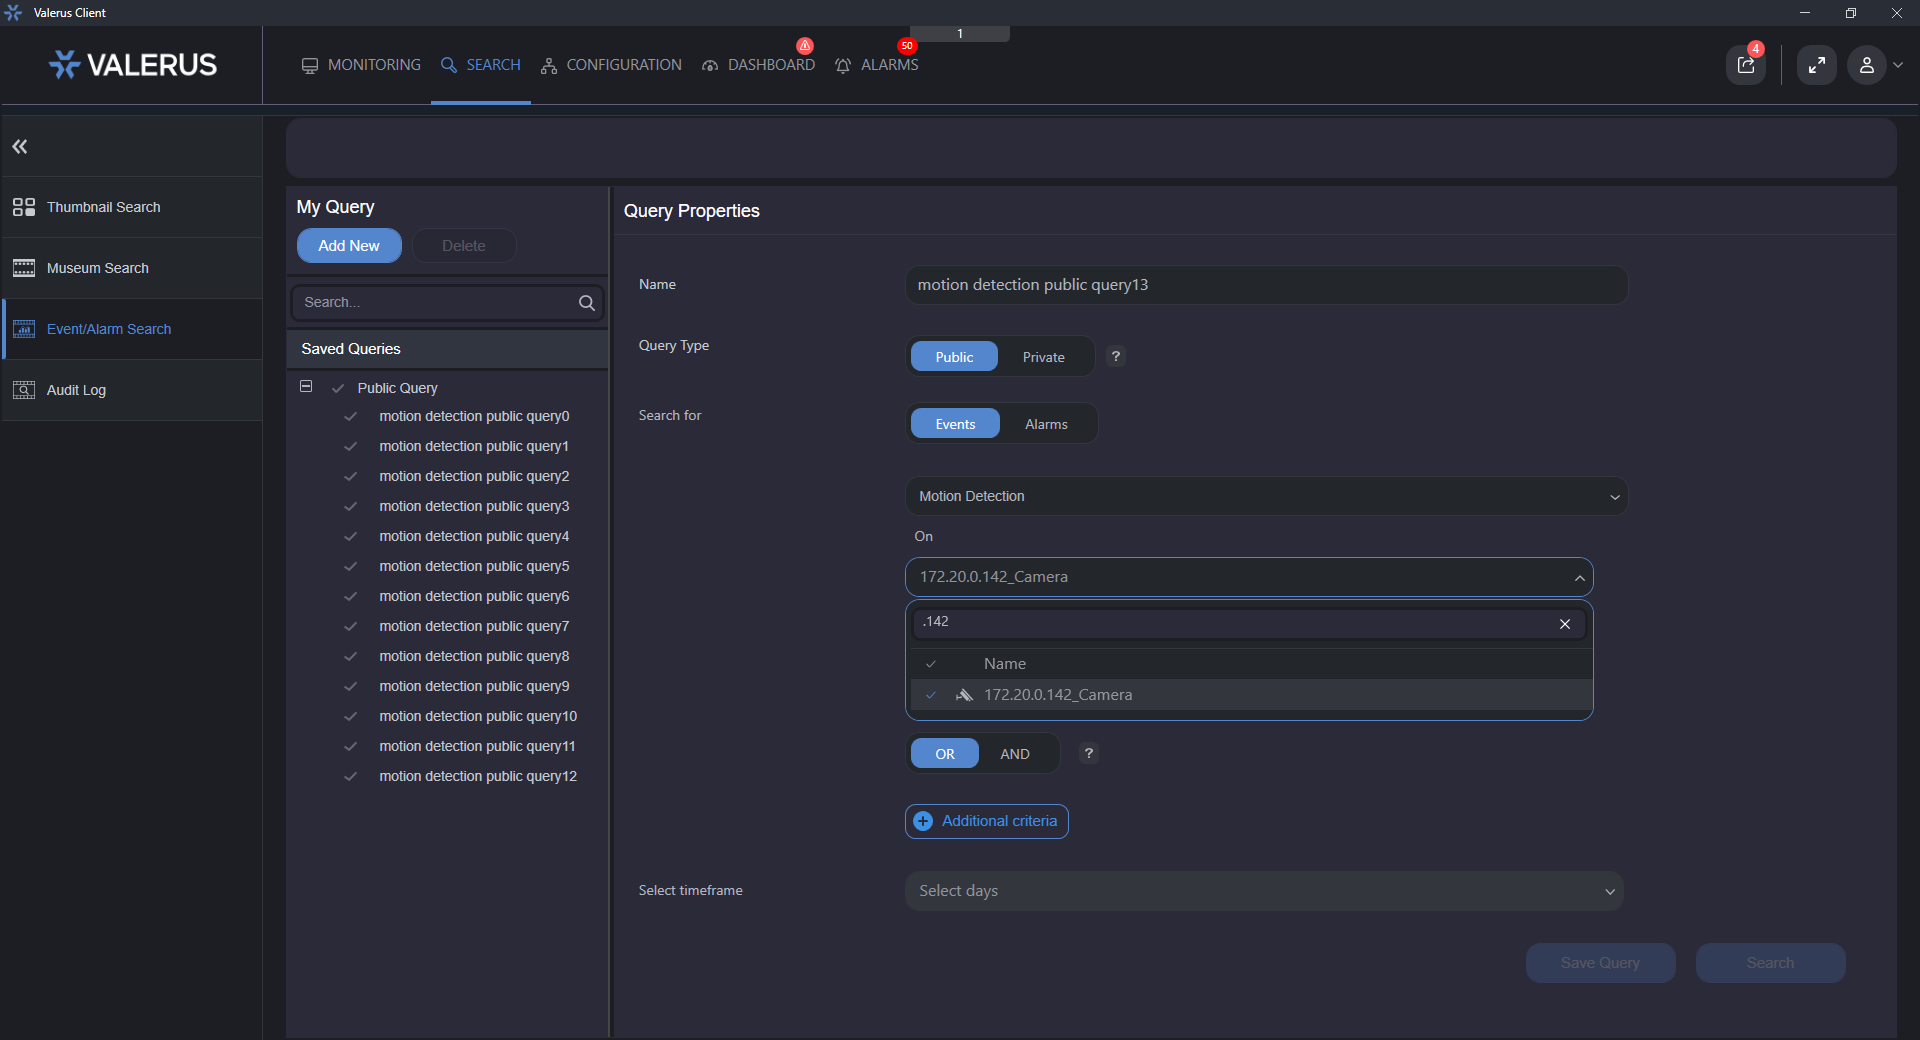 Valerus Client
1
VALERUS
MONITORING
SEARCH
CONFIGURATION
DASHBOARD
50
ALARMS
4
Thumbnail Search
Museum Search
Event/Alarm Search
Audit Log
My Query
Add New
Delete
Search...
Saved Queries
Public Query
motion detection public query0
motion detection public query1
motion detection public query2
motion detection public query3
motion detection public query4
motion detection public query5
motion detection public query6
motion detection public query7
motion detection public query8
motion detection public query9
motion detection public query10
motion detection public query11
motion detection public query12
Query Properties
Name
motion detection public query13
Query Type
Public
Private
?
Search for
Events
Alarms
Motion Detection
On
172.20.0.142_Camera
.142
Name
172.20.0.142_Camera
OR
AND
?
Additional criteria
Select timeframe
Select days
Save Query
Search